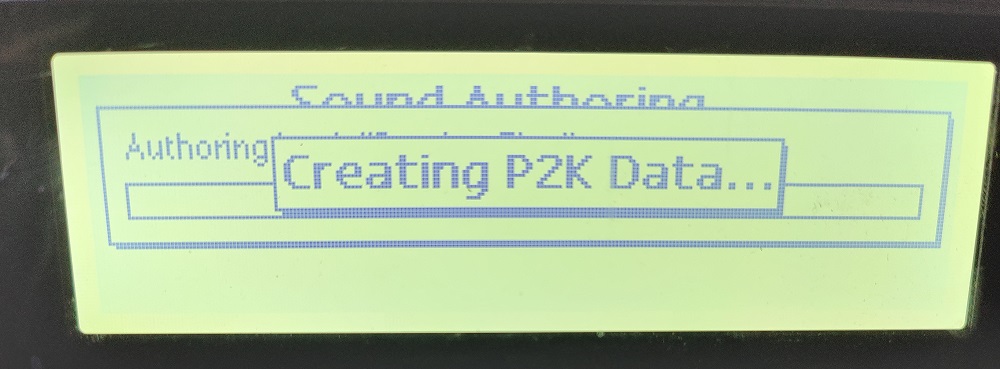 Sound Authoring
Authoring
Creating P2K Data...